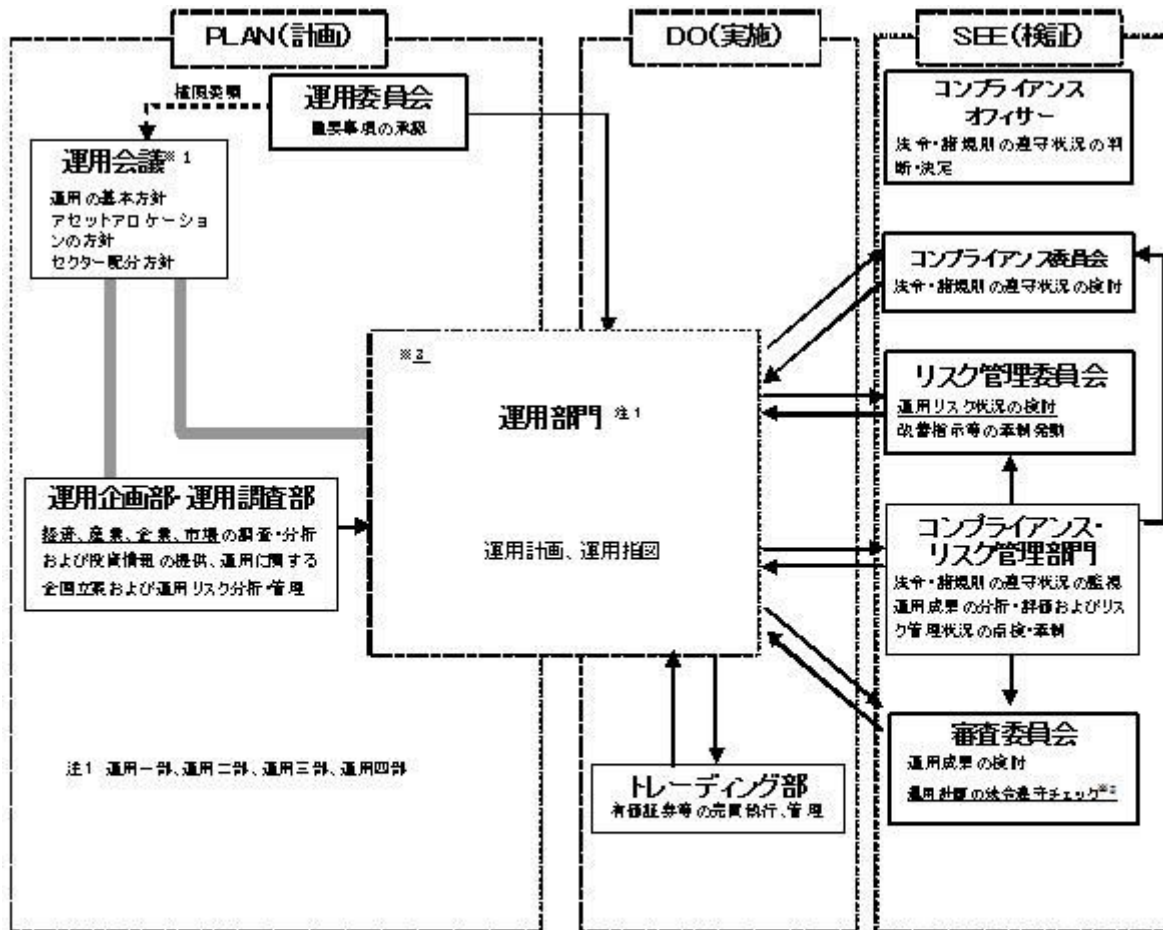 PLAN(計画)
DO(実施)
SEE(検証)
権限委譲
運用委員会
重要事項の承認
運用会議※1
運用の基本方針
アセットアロケーショ
ンの方針
セクター配分方針
コンプライアンス
オフィサー
法令・諸規則の遵守状況の判
断・決定
コンプライアンス委員会
法令・諸規則の遵守状況の検討
※2
運用部門 注1
運用計画、運用指図
リスク管理委員会
運用リスク状況の検討
改善指示等の牽制発動
運用企画部・運用調査部
経済、産業、企業、市場の調査・分析
および投資情報の提供、運用に関する
企画立案および運用リスク分析・管理
コンプライアンス・
リスク管理部門
法令・諸規則の遵守状況の監視
運用成果の分析・評価およびリス
ク管理状況の点検・牽制
注1 運用一部、運用二部、運用三部、運用四部
トレーディング部
有価証券等の売買執行、管理
審査委員会
運用成果の検討
運用計画の法令遵守チェック